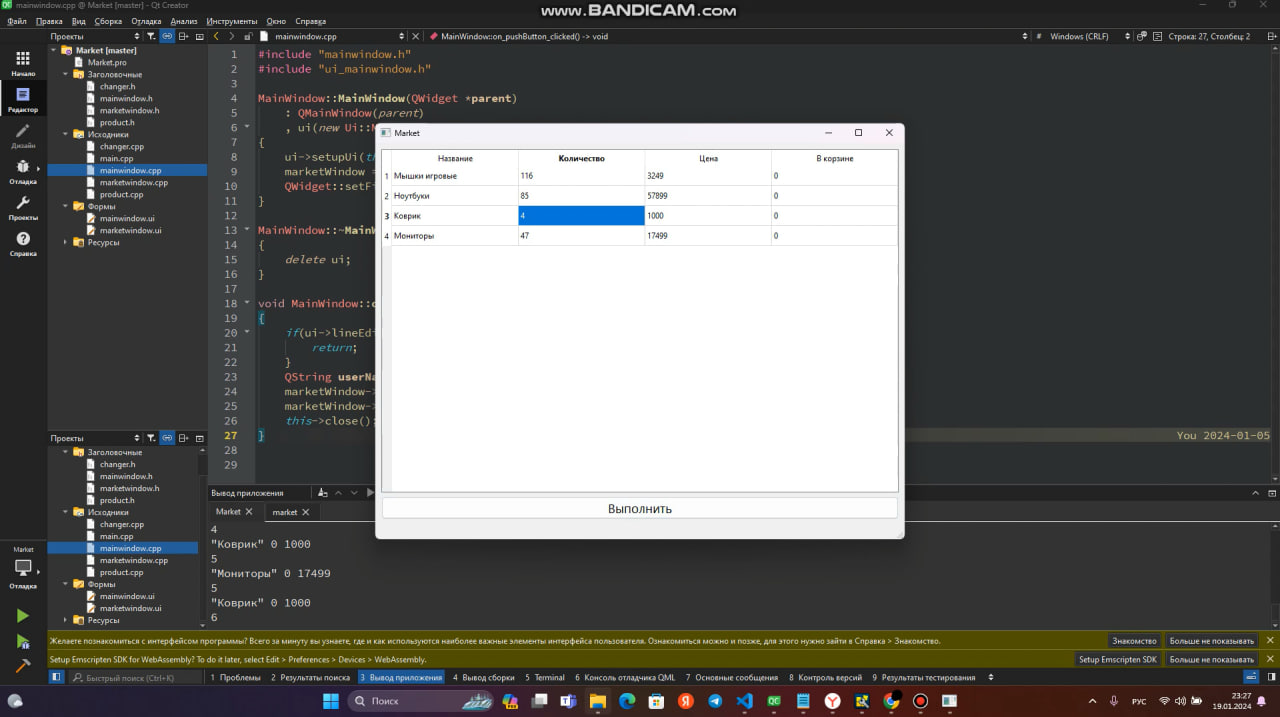 mainwindow.cpp @ Market [master] - Qt Creator
www.BANDICAM.com
Файл Правка Вид Сборка Отладка Анализ Инструменты Окно Справка
Проекты
mainwindow.cpp
MainWindow::on_pushButton_clicked() -> void
# Windows (CRLF)
Строка: 27, Столбец: 2
Начало
Редактор
Дизайн
Отладка
Проекты
Справка
Market [master]
Market.pro
Заголовочные
changer.h
mainwindow.h
marketwindow.h
product.h
Исходники
changer.cpp
main.cpp
mainwindow.cpp
marketwindow.cpp
product.cpp
Формы
mainwindow.ui
marketwindow.ui
Ресурсы
1 #include "mainwindow.h"
2 #include "ui_mainwindow.h"
3
4 MainWindow::MainWindow(QWidget *parent)
5 : QMainWindow(parent)
6 , ui(new Ui::M
7 {
8 ui->setupUi(th
9 marketWindow =
10 QWidget::setFi
11 }
12
13 MainWindow::~MainW
14 {
15 delete ui;
16 }
17
18 void MainWindow::o
19 {
20 if(ui->lineEdi
21 return;
22 }
23 QString userNa
24 marketWindow->
25 marketWindow->
26 this->close();
27 }
28
29
You 2024-01-05
Market
Название Количество Цена В корзине
1 Мышки игровые 116 3249 0
2 Ноутбуки 85 57899 0
3 Коврик 4 1000 0
4 Мониторы 47 17499 0
Выполнить
Проекты
Заголовочные
changer.h
mainwindow.h
marketwindow.h
product.h
Исходники
changer.cpp
main.cpp
mainwindow.cpp
marketwindow.cpp
product.cpp
Формы
mainwindow.ui
marketwindow.ui
Ресурсы
Вывод приложения
Market market
4
"Коврик" 0 1000
5
"Мониторы" 0 17499
5
"Коврик" 0 1000
6
Market
Отладка
Желаете познакомиться с интерфейсом программы? Всего за минуту вы узнаете, где и как используются наиболее важные элементы интерфейса пользователя. Ознакомиться можно и позже, для этого нужно зайти в Справка > Знакомство.
Знакомство Больше не показывать
Setup Emscripten SDK for WebAssembly? To do it later, select Edit > Preferences > Devices > WebAssembly.
Setup Emscripten SDK Больше не показывать
Быстрый поиск (Ctrl+K)
1 Проблемы 2 Результаты поиска 3 Вывод приложения 4 Вывод сборки 5 Terminal 6 Консоль отладчика QML 7 Основные сообщения 8 Контроль версий 9 Результаты тестирования
Поиск
РУС
23:27
19.01.2024